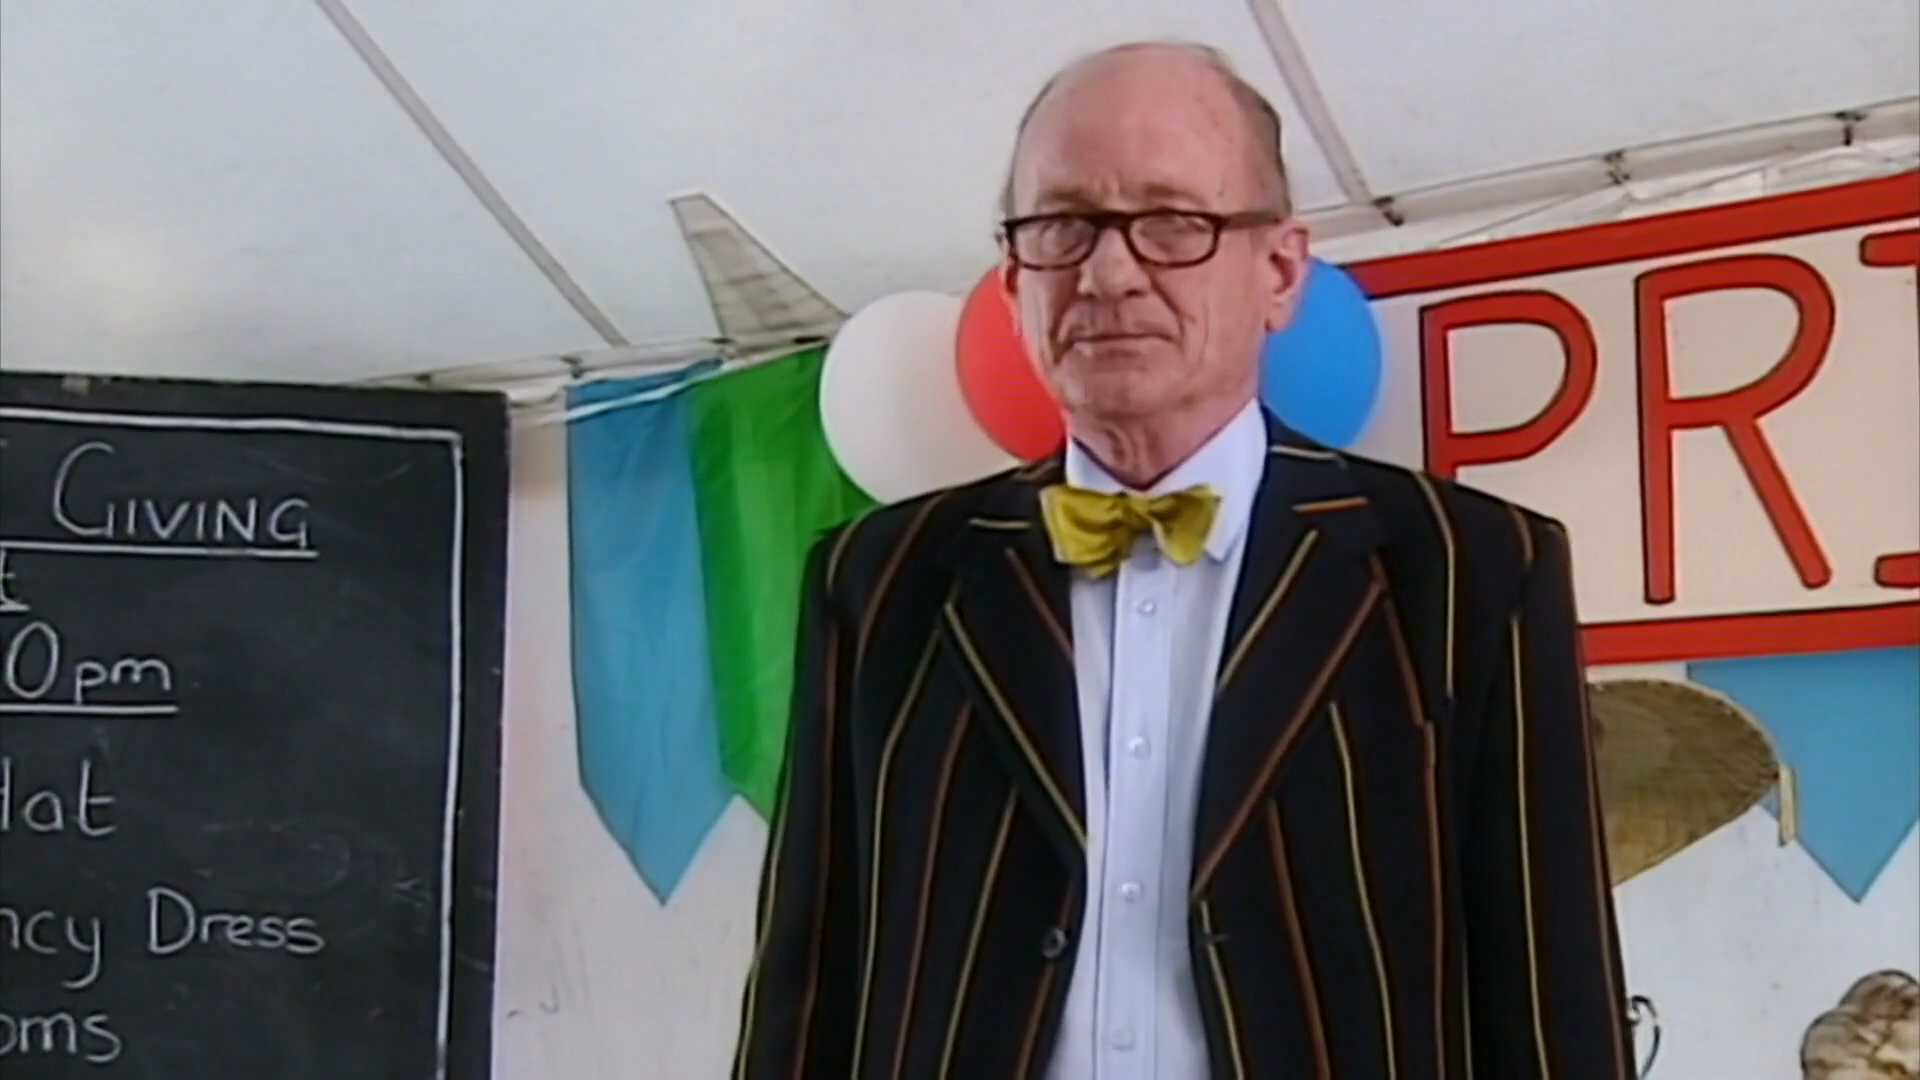 GIVING
0pm
Hat
ncy Dress
oms
PRI